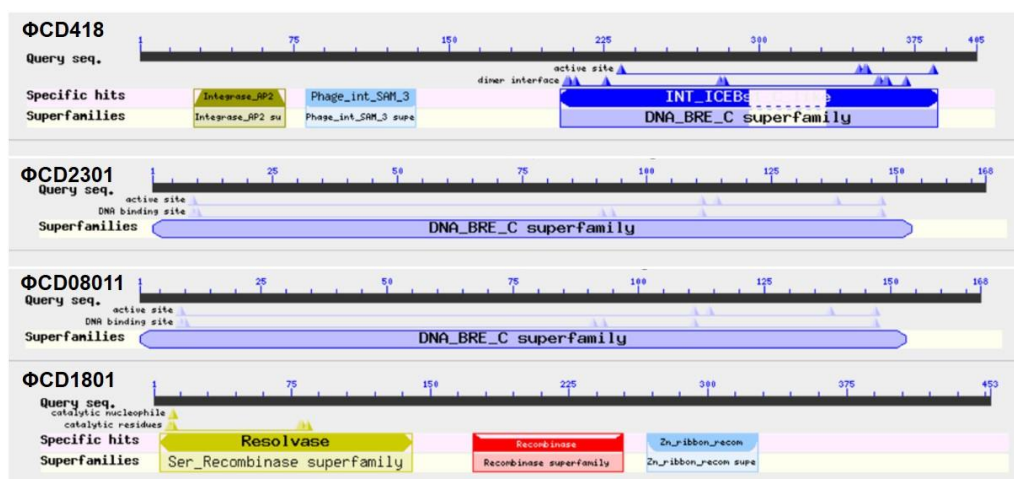 ΦCD418
1 75 150 225 300 375 405
Query seq.
active site
dimer interface
Specific hits Integrase_AP2 Phage_int_SAM_3
Superfamilies Integrase_AP2 su Phage_int_SAM_3 supe DNA_BRE_C superfamily
ΦCD2301
1 25 50 75 100 125 150 168
Query seq.
active site
DNA binding site
Superfamilies DNA_BRE_C superfamily
ΦCD08011
1 25 50 75 100 125 150 168
Query seq.
active site
DNA binding site
Superfamilies DNA_BRE_C superfamily
ΦCD1801
1 75 150 225 300 375 453
Query seq.
catalytic nucleophile
catalytic residues
Specific hits Resolvase Recombinase Zn_ribbon_recom
Superfamilies Ser_Recombinase superfamily Recombinase superfamily Zn_ribbon_recom supe